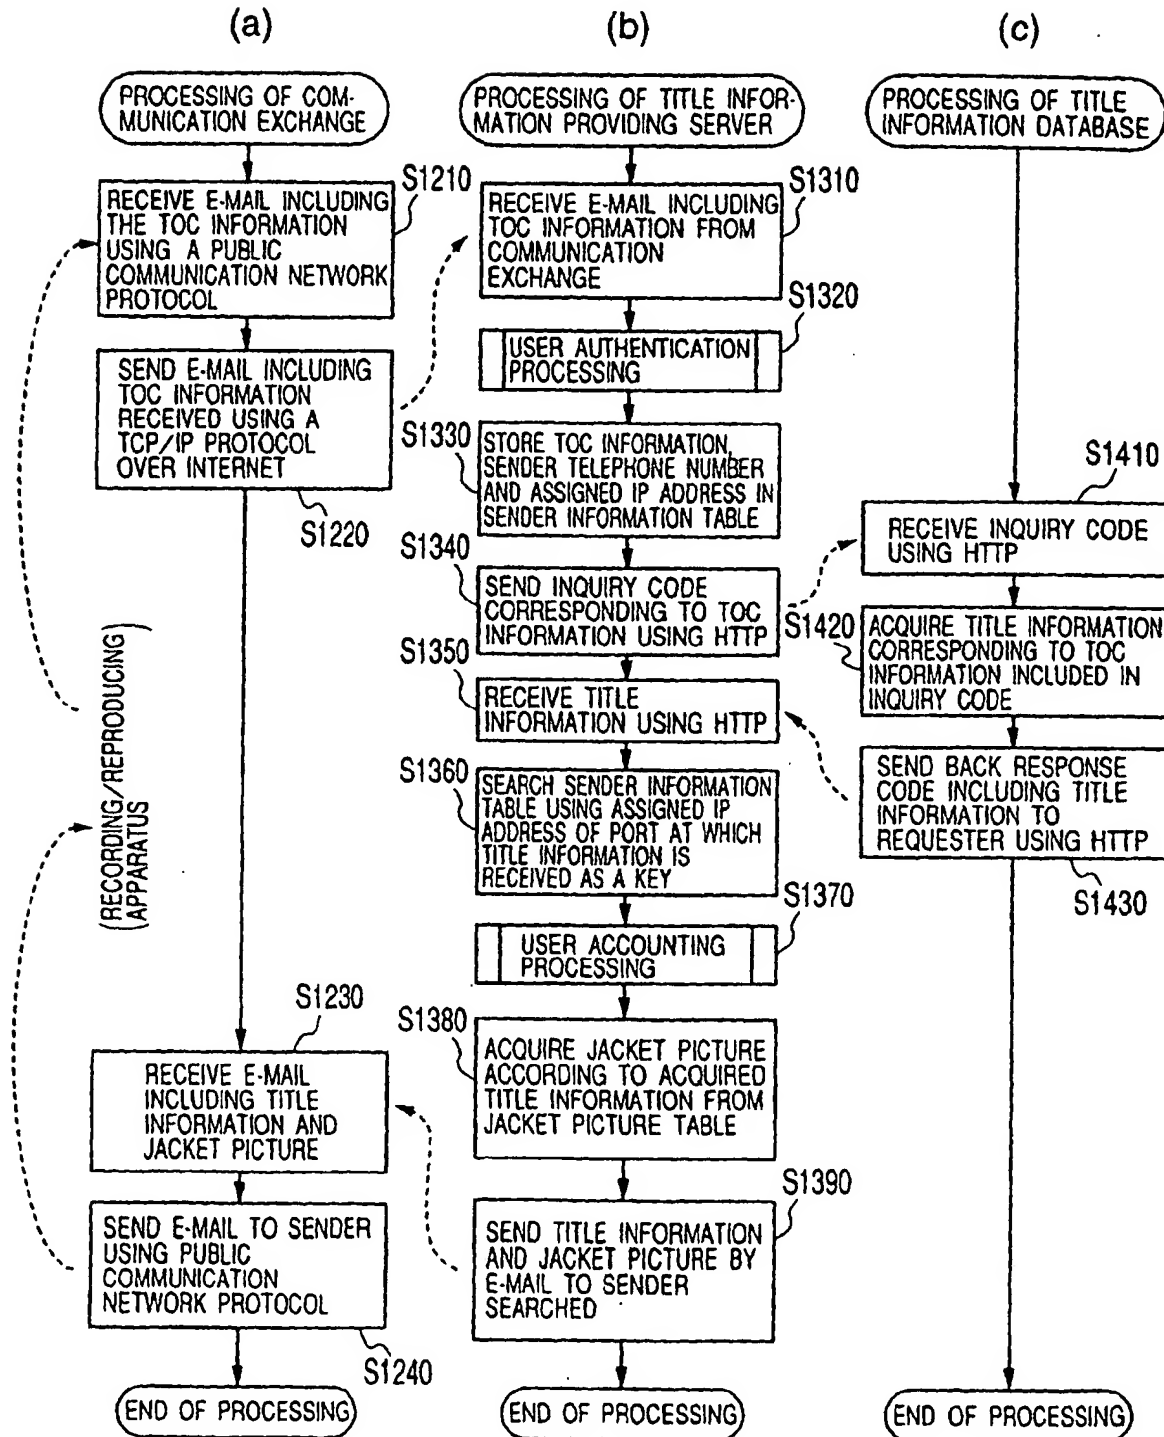 (a)
PROCESSING OF COM-
MUNICATION EXCHANGE
S1210
RECEIVE E-MAIL INCLUDING
THE TOC INFORMATION
USING A PUBLIC
COMMUNICATION NETWORK
PROTOCOL
SEND E-MAIL INCLUDING
TOC INFORMATION
RECEIVED USING A
TCP/IP PROTOCOL
OVER INTERNET
S1220
(RECORDING/REPRODUCING
APPARATUS)
S1230
RECEIVE E-MAIL
INCLUDING TITLE
INFORMATION AND
JACKET PICTURE
SEND E-MAIL TO SENDER
USING PUBLIC
COMMUNICATION
NETWORK PROTOCOL
S1240
END OF PROCESSING
(b)
PROCESSING OF TITLE INFOR-
MATION PROVIDING SERVER
S1310
RECEIVE E-MAIL INCLUDING
TOC INFORMATION FROM
COMMUNICATION
EXCHANGE
S1320
USER AUTHENTICATION
PROCESSING
S1330
STORE TOC INFORMATION,
SENDER TELEPHONE NUMBER
AND ASSIGNED IP ADDRESS IN
SENDER INFORMATION TABLE
S1340
SEND INQUIRY CODE
CORRESPONDING TO TOC
INFORMATION USING HTTP
S1350
RECEIVE TITLE
INFORMATION USING HTTP
S1360
SEARCH SENDER INFORMATION
TABLE USING ASSIGNED IP
ADDRESS OF PORT AT WHICH
TITLE INFORMATION IS
RECEIVED AS A KEY
S1370
USER ACCOUNTING
PROCESSING
S1380
ACQUIRE JACKET PICTURE
ACCORDING TO ACQUIRED
TITLE INFORMATION FROM
JACKET PICTURE TABLE
S1390
SEND TITLE INFORMATION
AND JACKET PICTURE BY
E-MAIL TO SENDER
SEARCHED
END OF PROCESSING
(c)
PROCESSING OF TITLE
INFORMATION DATABASE
S1410
RECEIVE INQUIRY CODE
USING HTTP
S1420
ACQUIRE TITLE INFORMATION
CORRESPONDING TO TOC
INFORMATION INCLUDED IN
INQUIRY CODE
SEND BACK RESPONSE
CODE INCLUDING TITLE
INFORMATION TO
REQUESTER USING HTTP
S1430
END OF PROCESSING